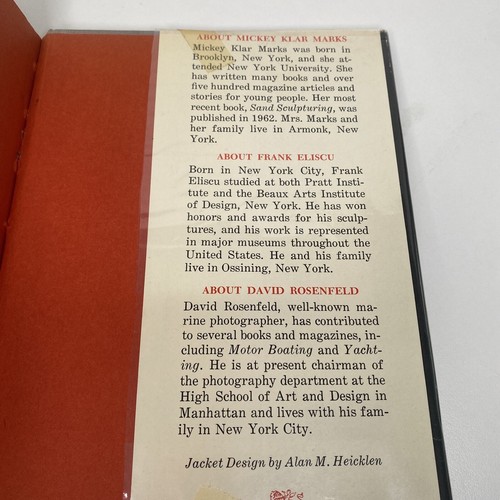 ABOUT MICKEY KLAR MARKS
Mickey Klar Marks was born in
Brooklyn, New York, and she at-
tended New York University. She
has written many books and over
five hundred magazine articles and
stories for young people. Her most
recent book, Sand Sculpturing, was
published in 1962. Mrs. Marks and
her family live in Armonk, New
York.
ABOUT FRANK ELISCU
Born in New York City, Frank
Eliscu studied at both Pratt Insti-
tute and the Beaux Arts Institute
of Design, New York. He has won
honors and awards for his sculp-
tures, and his work is represented
in major museums throughout the
United States. He and his family
live in Ossining, New York.
ABOUT DAVID ROSENFELD
David Rosenfeld, well-known ma-
rine photographer, has contributed
to several books and magazines, in-
cluding Motor Boating and Yacht-
ing. He is at present chairman of
the photography department at the
High School of Art and Design in
Manhattan and lives with his fam-
ily in New York City.
Jacket Design by Alan M. Heicklen